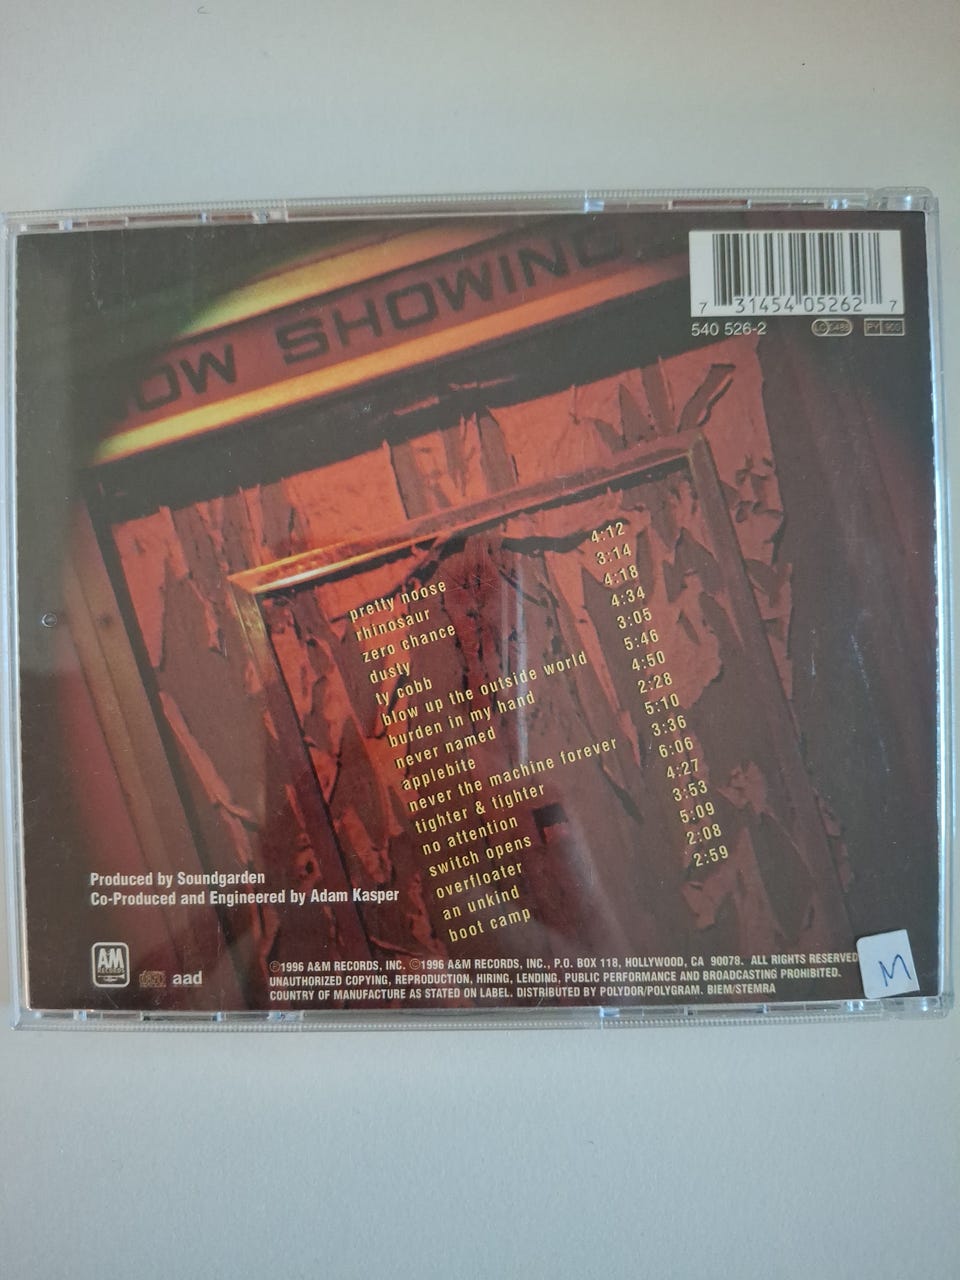 OW SHOWING
7 31454 05262 7
540 526-2
LC 0485
PY 900
pretty noose 4:12
rhinosaur 3:14
zero chance 4:18
dusty 4:34
ty cobb 3:05
blow up the outside world 5:46
burden in my hand 4:50
never named 2:28
applebite 5:10
never the machine forever 3:36
tighter & tighter 6:06
no attention 4:27
switch opens 3:53
overfloater 5:09
an unkind 2:08
boot camp 2:59
Produced by Soundgarden
Co-Produced and Engineered by Adam Kasper
A&M RECORDS
aad
℗1996 A&M RECORDS, INC. ©1996 A&M RECORDS, INC., P.O. BOX 118, HOLLYWOOD, CA 90078. ALL RIGHTS RESERVED
UNAUTHORIZED COPYING, REPRODUCTION, HIRING, LENDING, PUBLIC PERFORMANCE AND BROADCASTING PROHIBITED.
COUNTRY OF MANUFACTURE AS STATED ON LABEL. DISTRIBUTED BY POLYDOR/POLYGRAM. BIEM/STEMRA
M